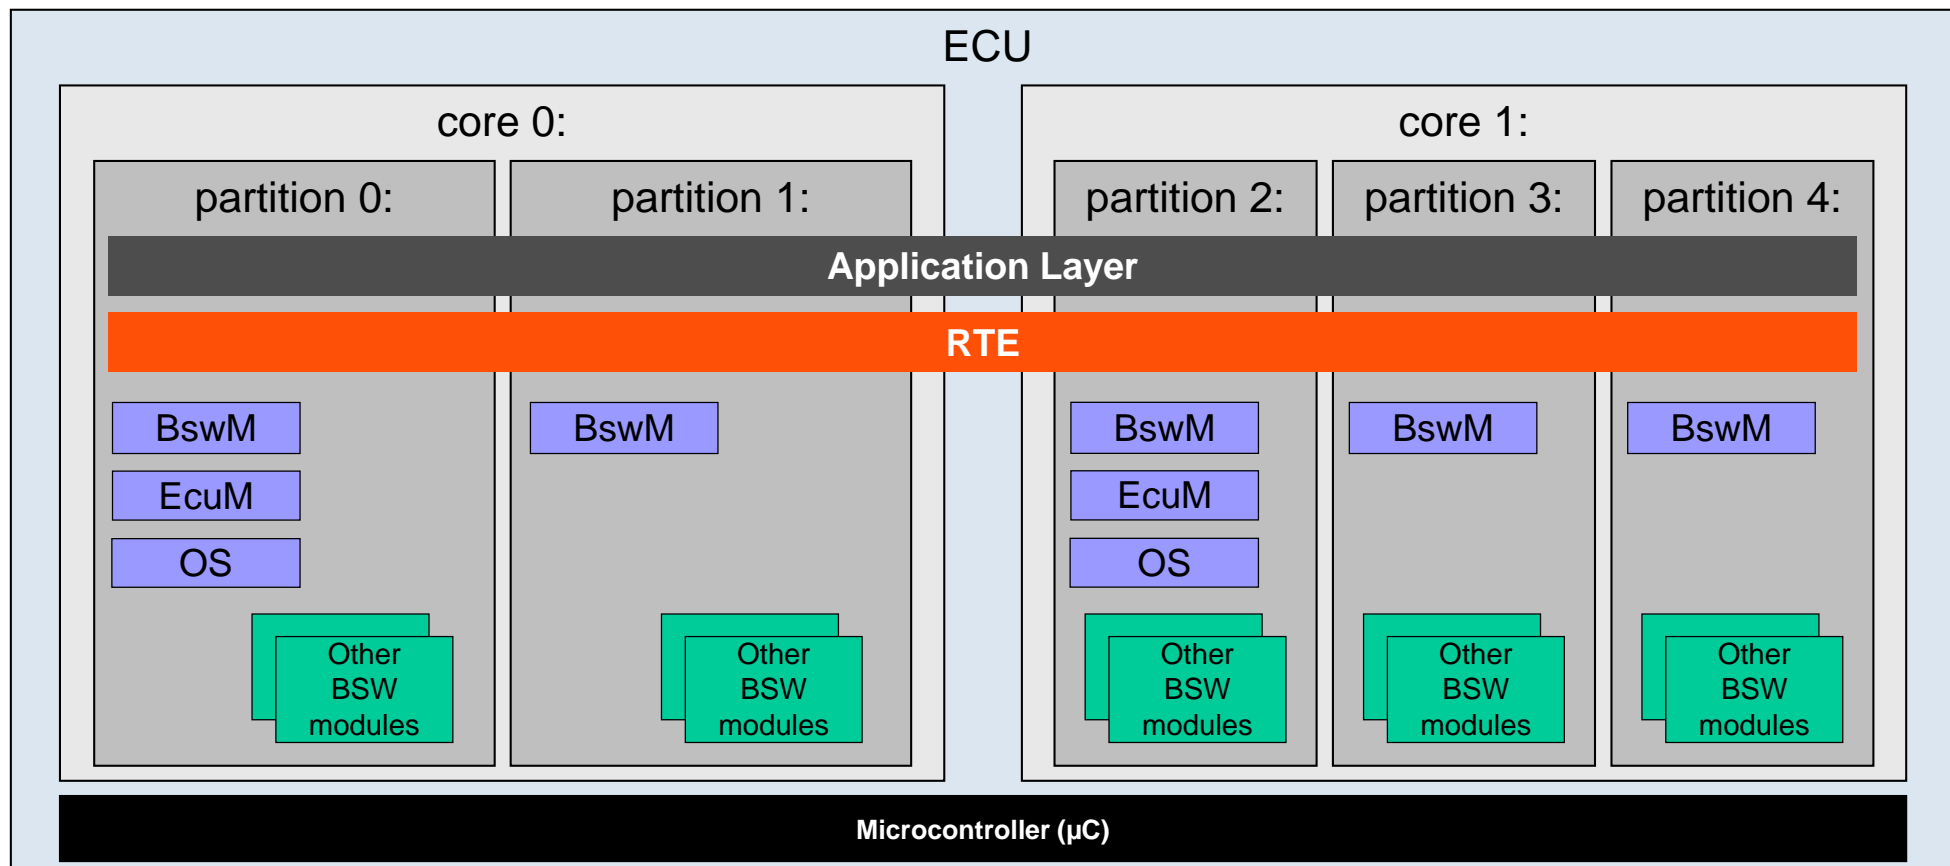 ECU
core 0:
core 1:
partition 0:
partition 1:
partition 2:
partition 3:
partition 4:
Application Layer
RTE
BswM
BswM
BswM
BswM
BswM
EcuM
EcuM
OS
OS
Other
BSW
modules
Other
BSW
modules
Other
BSW
modules
Other
BSW
modules
Other
BSW
modules
Microcontroller (µC)